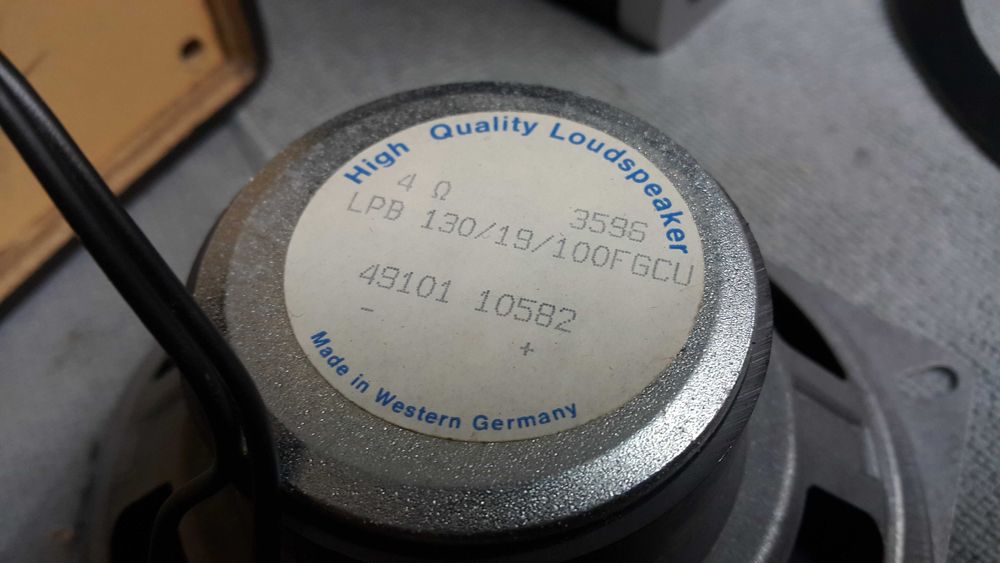 High Quality Loudspeaker
4 Ω 3596
LPB 130/19/100FGCU
49101 10582
- +
Made in Western Germany